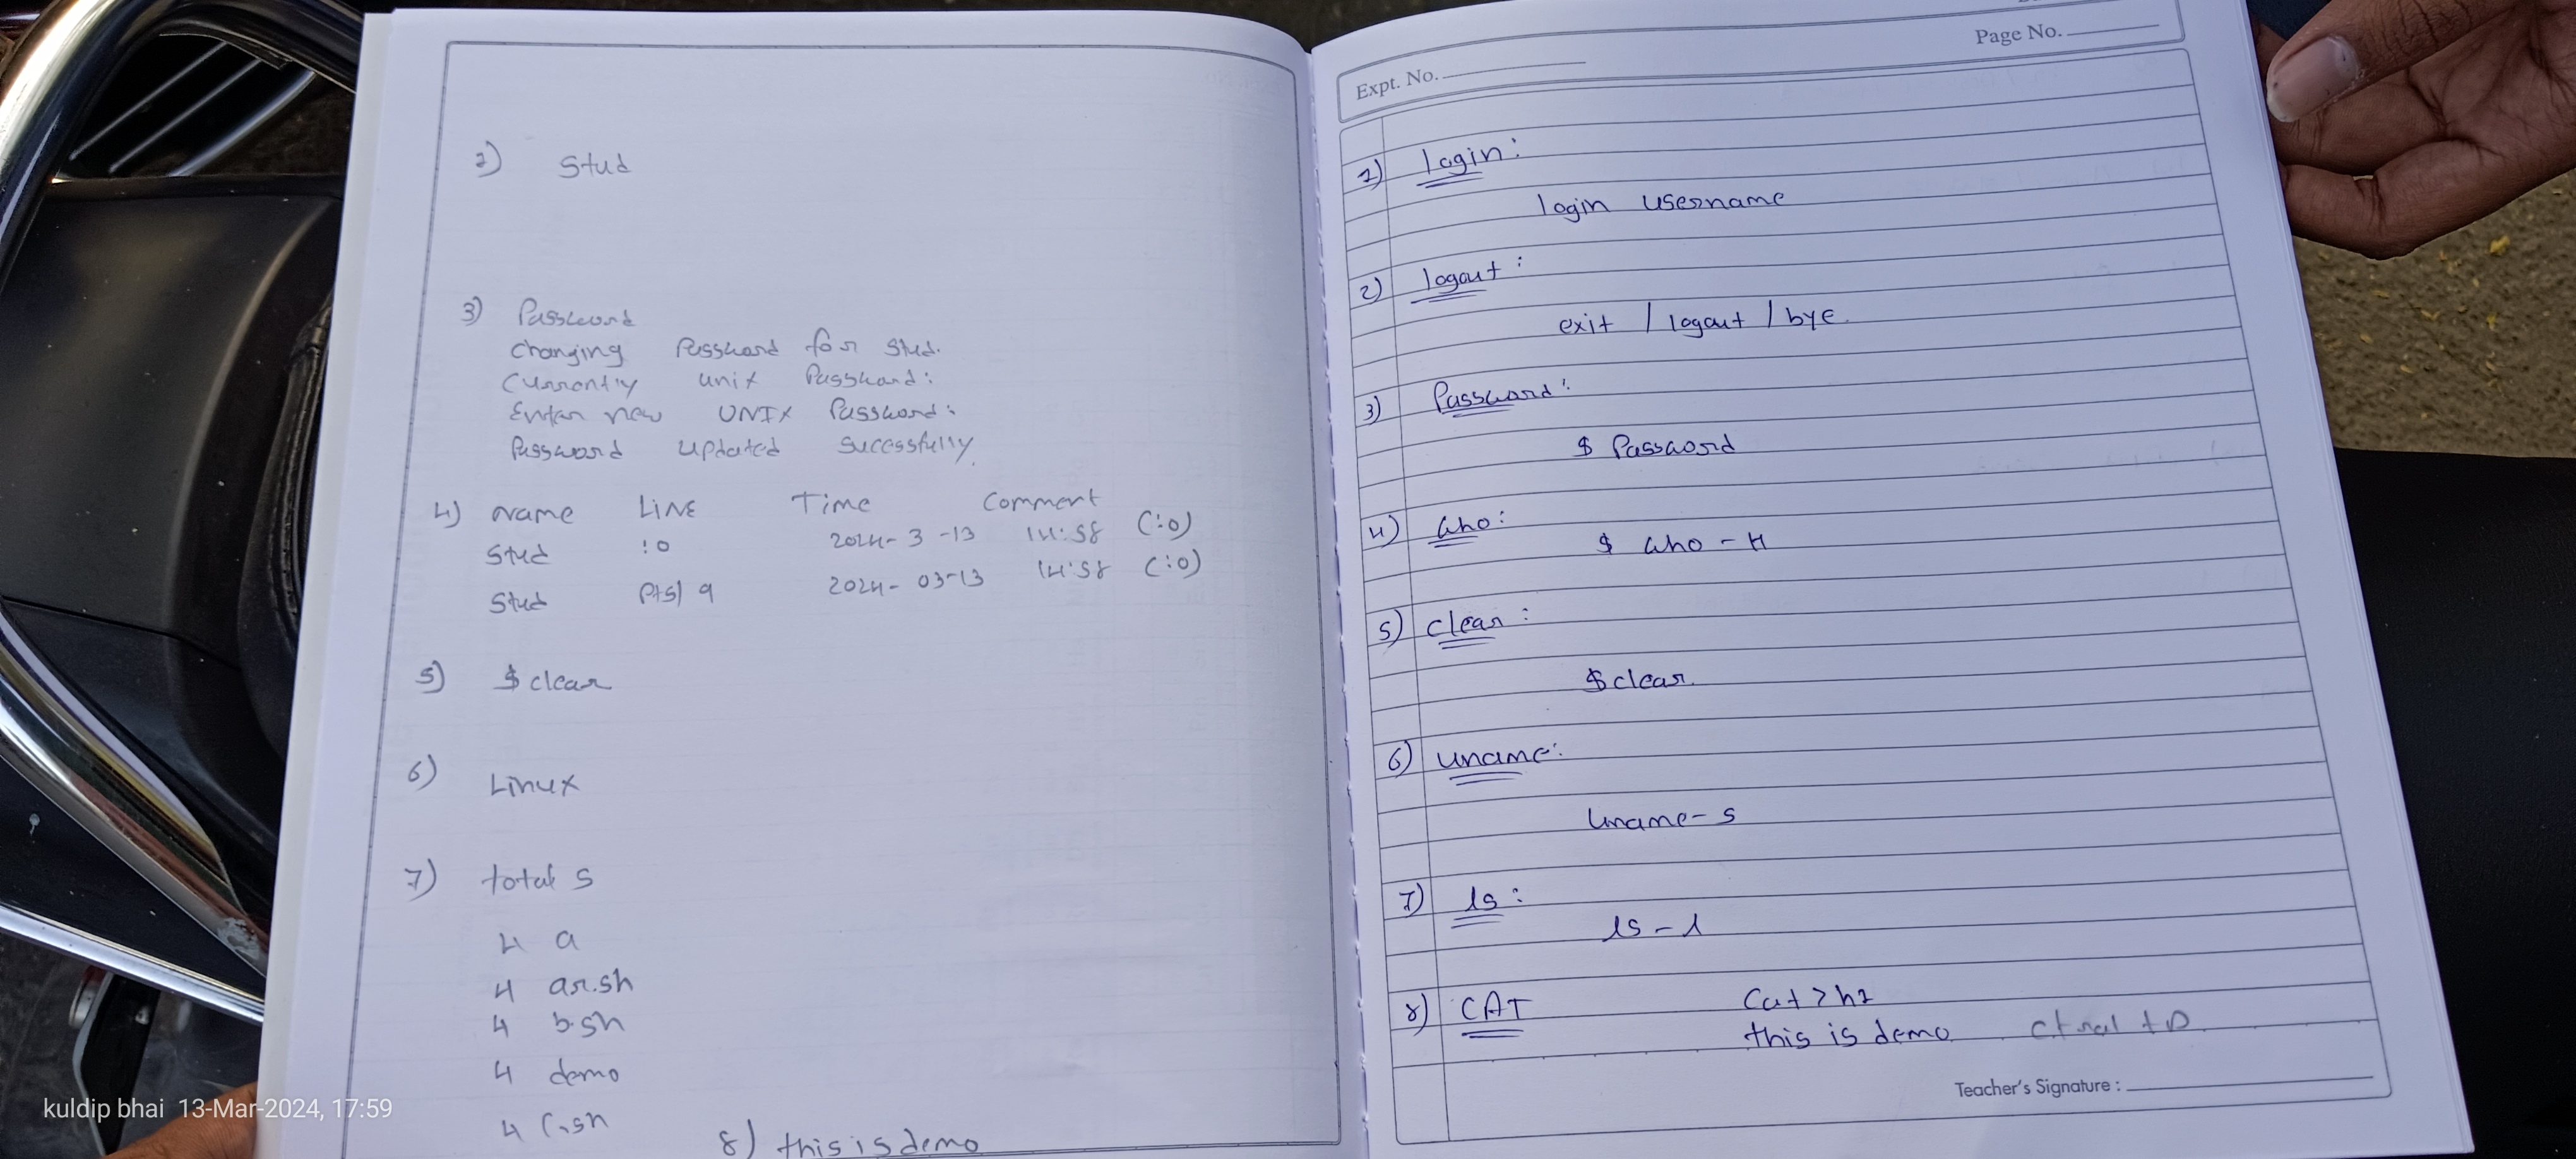 1) Stud
3) Password
Changing Password for Stud.
Currently unix Password:
Enter new UNIX Password:
Password updated sucessfully.
4) Name LINE Time Comment
Stud :0 2024-3-13 14:58 (:0)
Stud Pts/9 2024-03-13 14:58 (:0)
5) $ clear
6) Linux
7) total 5
4 a
4 ar.sh
4 b.sh
4 demo
4 C.sh
8) this is demo
Expt. No.
Page No.
1) login:
login username
2) logout:
exit / logout / bye.
3) Password:
$ Password
4) who:
$ who - H
5) clear:
$ clear.
6) uname:
Uname - s
7) ls:
ls - l
8) CAT
Cat > h1
this is demo ctrl + D
Teacher's Signature :
kuldip bhai 13-Mar-2024, 17:59